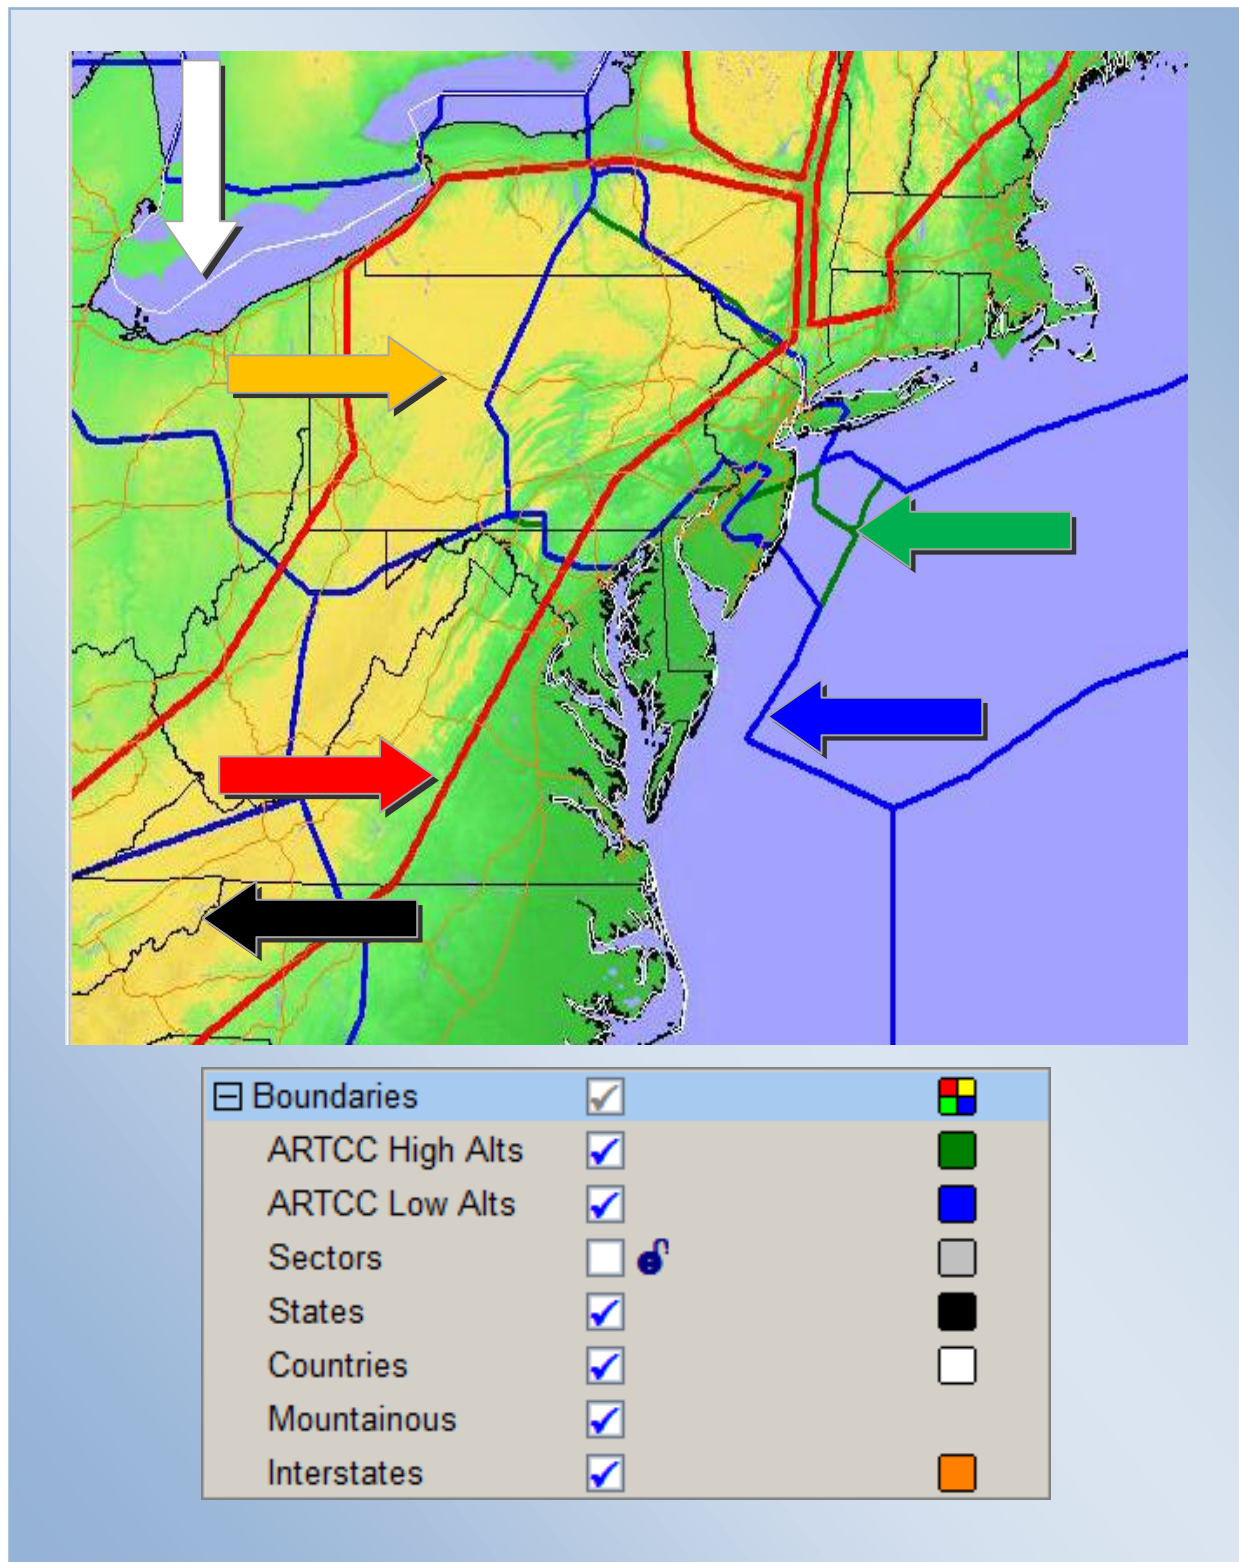 Boundaries
ARTCC High Alts
ARTCC Low Alts
Sectors
States
Countries
Mountainous
Interstates